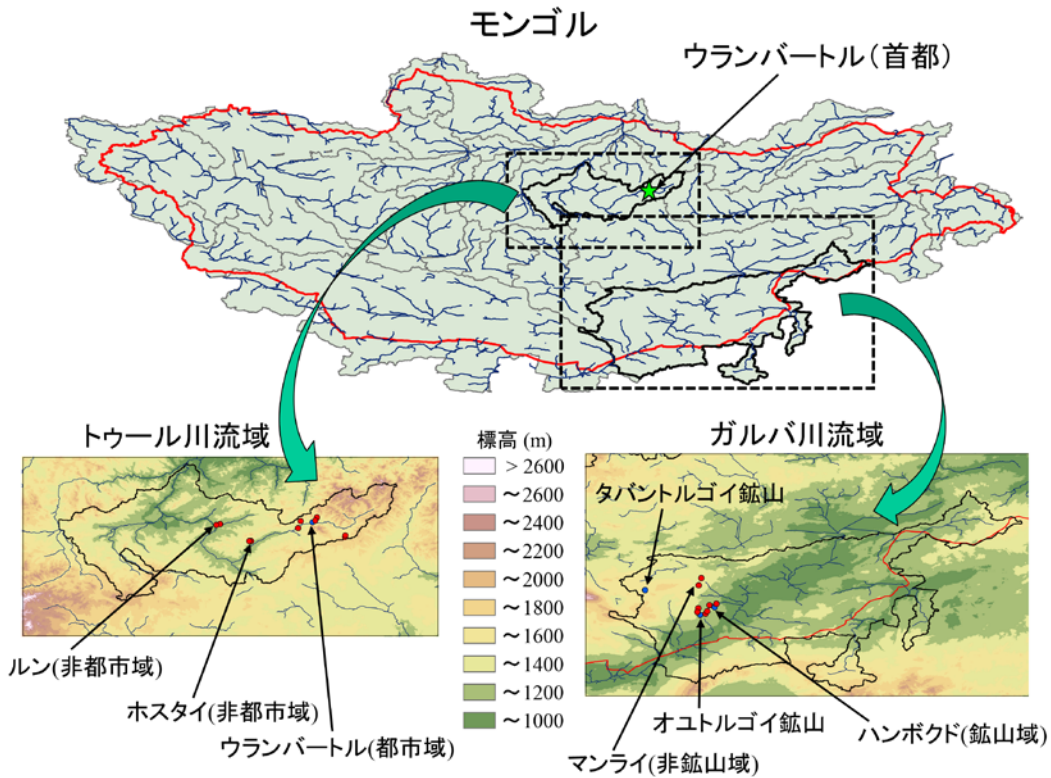 モンゴル
ウランバートル(首都)
トゥール川流域
ルン(非都市域)
ホスタイ(非都市域)
ウランバートル(都市域)
標高 (m)
> 2600
～2600
～2400
～2200
～2000
～1800
～1600
～1400
～1200
～1000
ガルバ川流域
タバントルゴイ鉱山
オユトルゴイ鉱山
ハンボクド(鉱山域)
マンライ(非鉱山域)